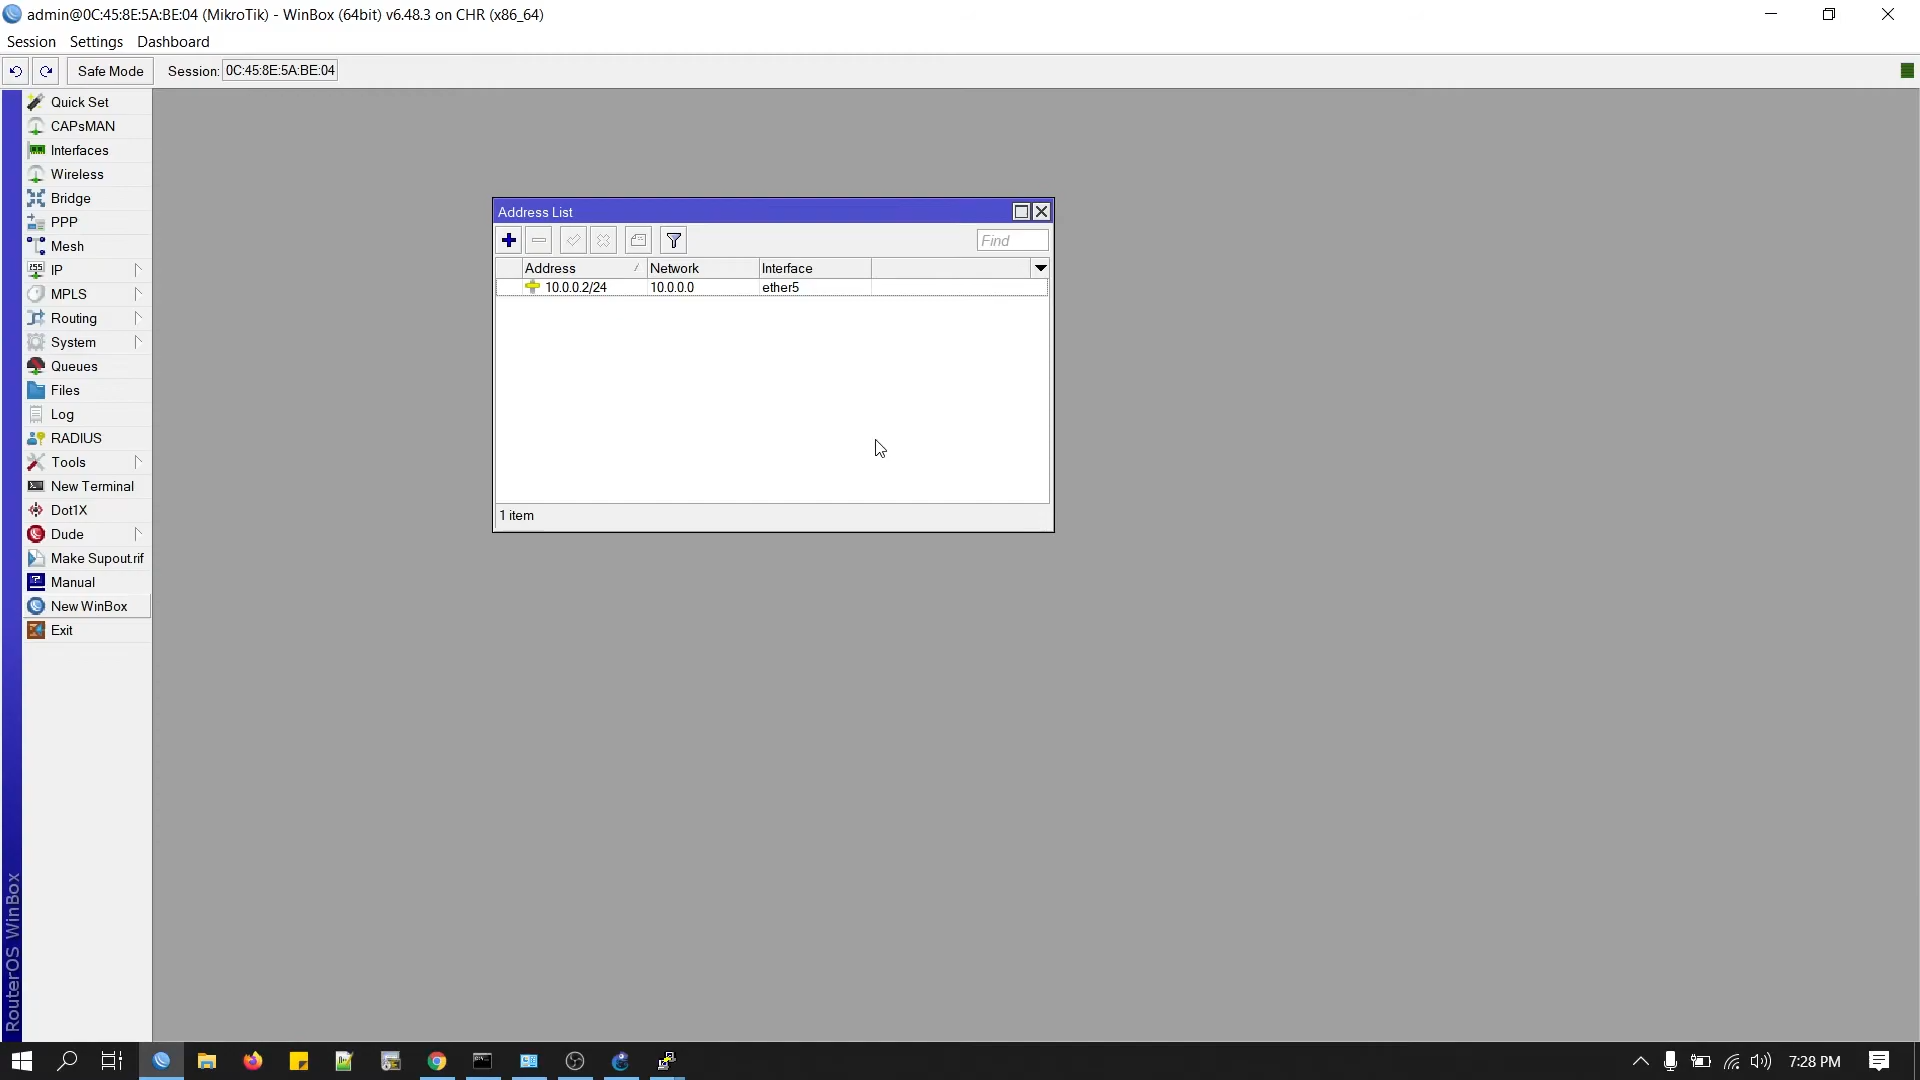 admin@0C:45:8E:5A:BE:04 (MikroTik) - WinBox (64bit) v6.48.3 on CHR (x86_64)
Session Settings Dashboard
Safe Mode Session: 0C:45:8E:5A:BE:04
Quick Set
CAPsMAN
Interfaces
Wireless
Bridge
PPP
Mesh
IP
MPLS
Routing
System
Queues
Files
Log
RADIUS
Tools
New Terminal
Dot1X
Dude
Make Supout.rif
Manual
New WinBox
Exit
RouterOS WinBox
Address List
Find
Address Network Interface
10.0.0.2/24 10.0.0.0 ether5
1 item
7:28 PM